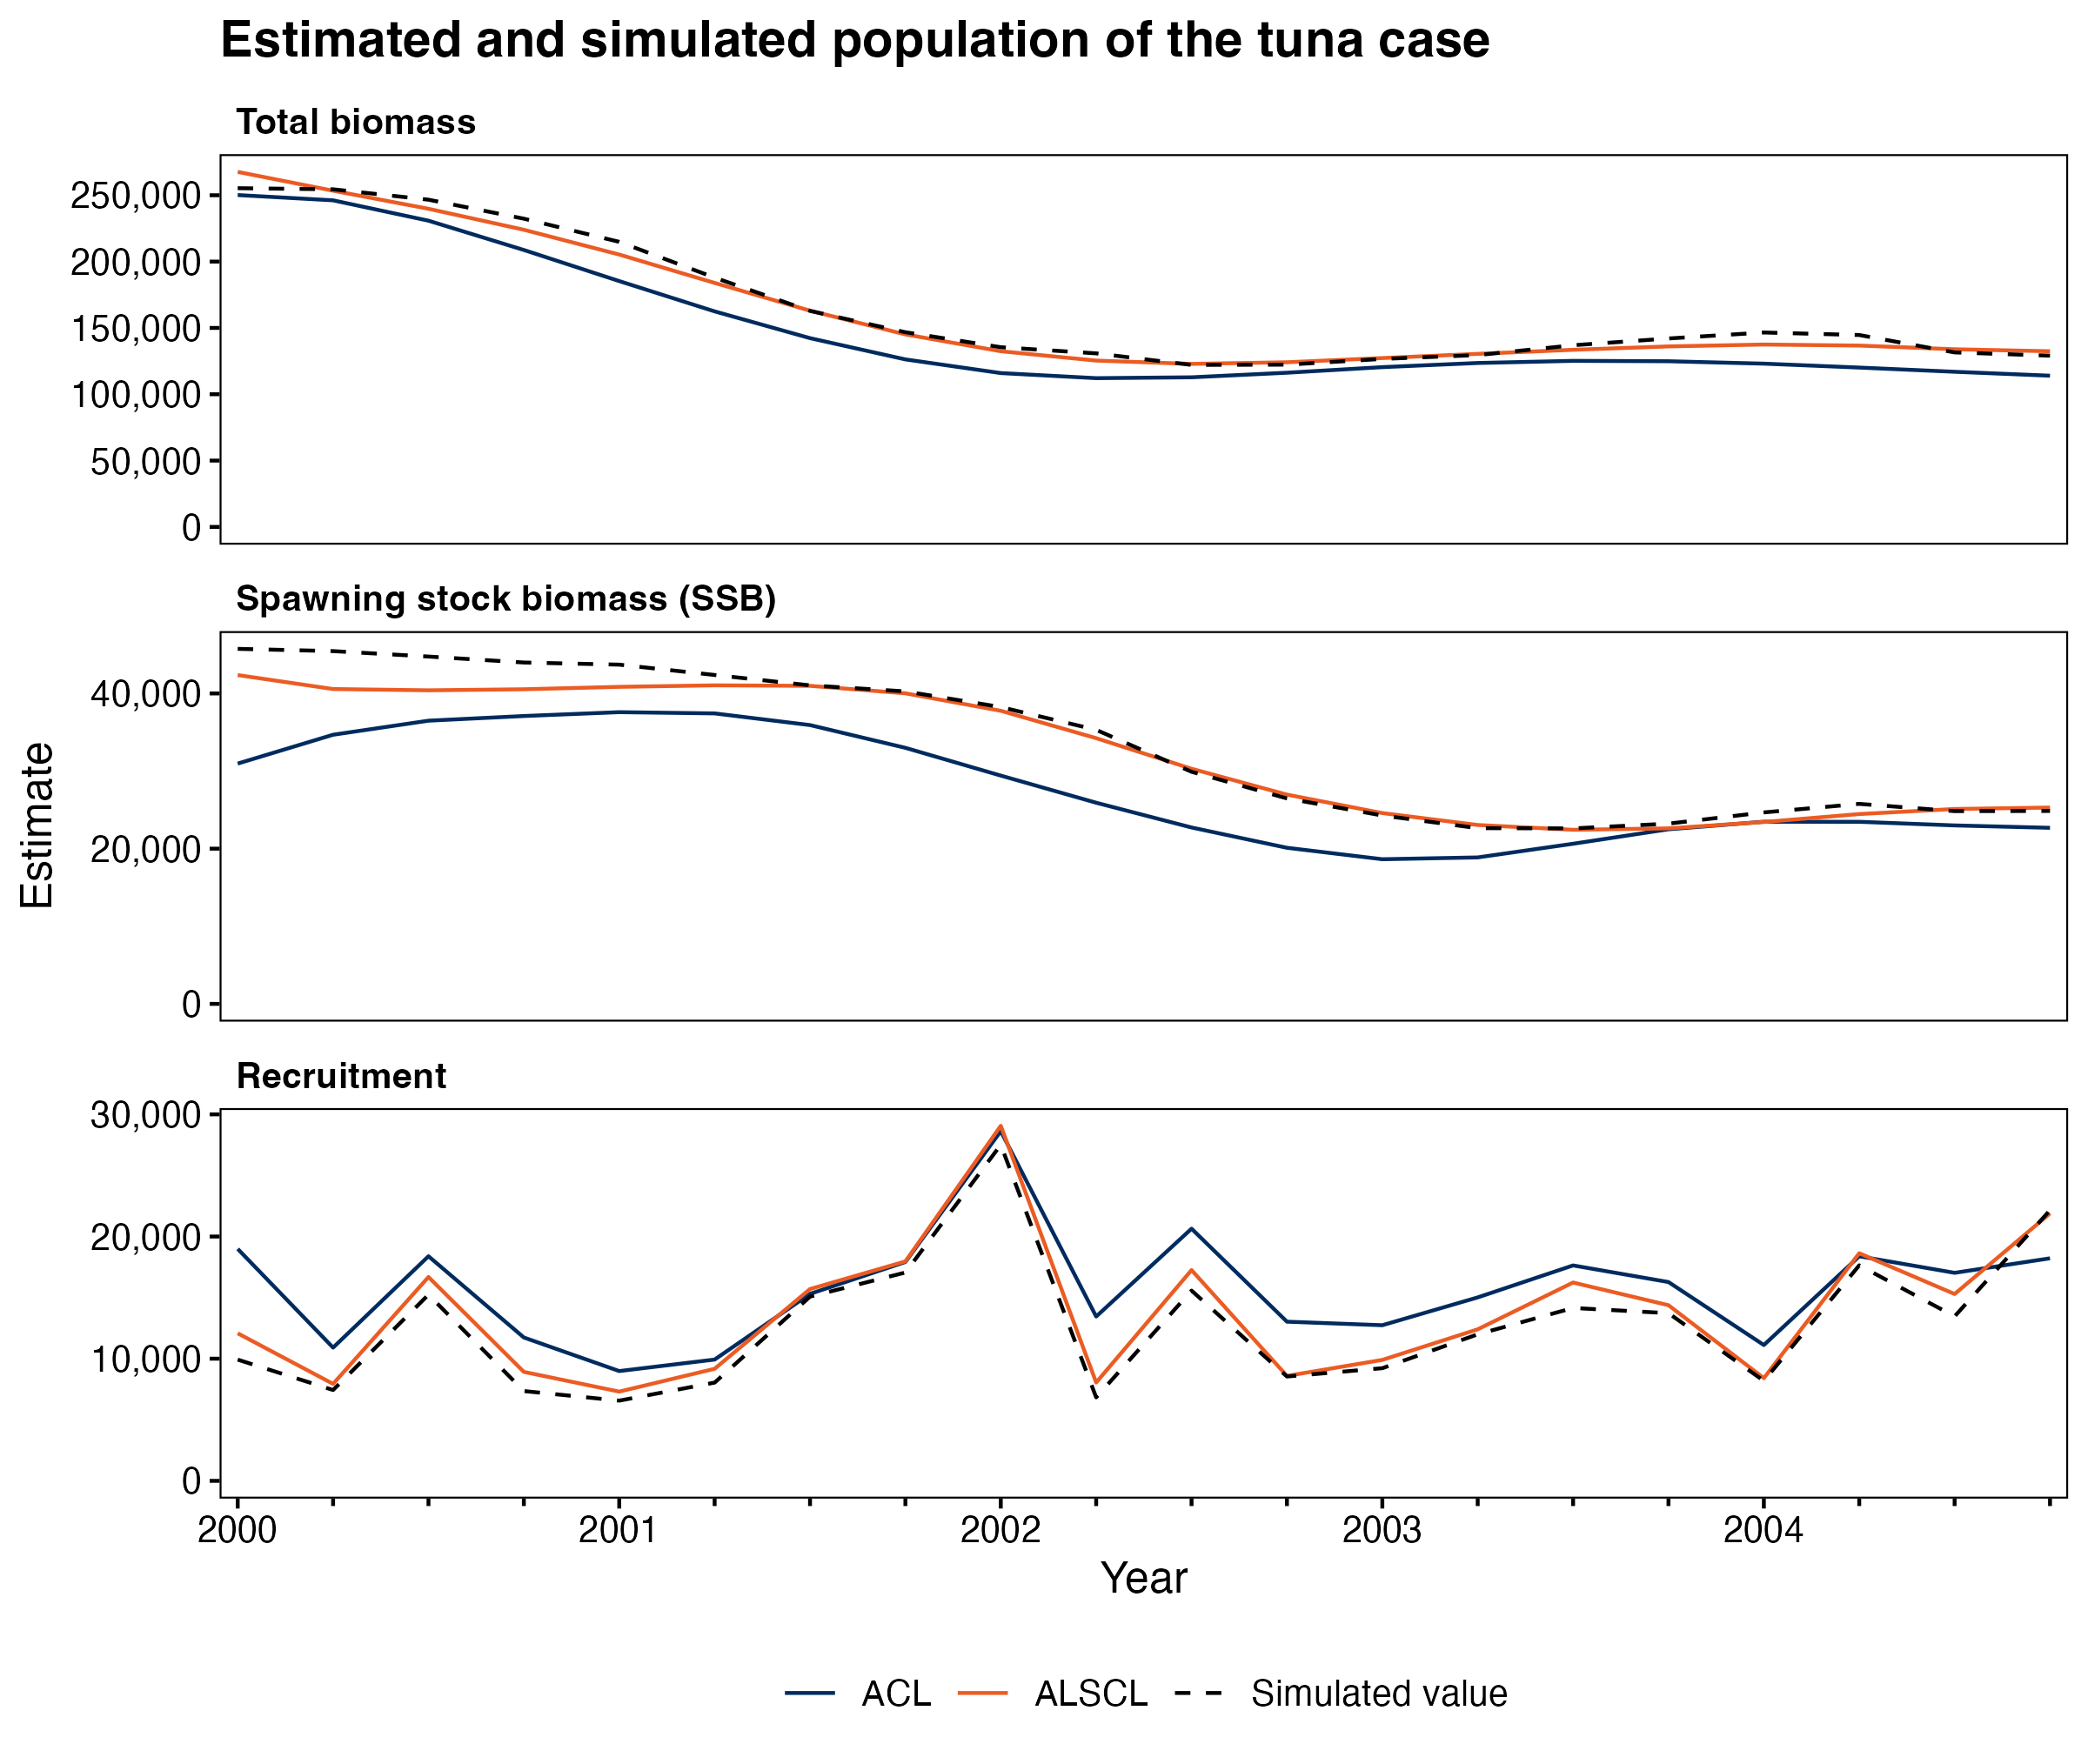 Estimated and simulated population of the tuna case
Total biomass
250,000
200,000
150,000
100,000
50,000
0
Spawning stock biomass (SSB)
40,000
20,000
0
Estimate
Recruitment
30,000
20,000
10,000
0
2000 2001 2002 2003 2004
Year
ACL ALSCL Simulated value